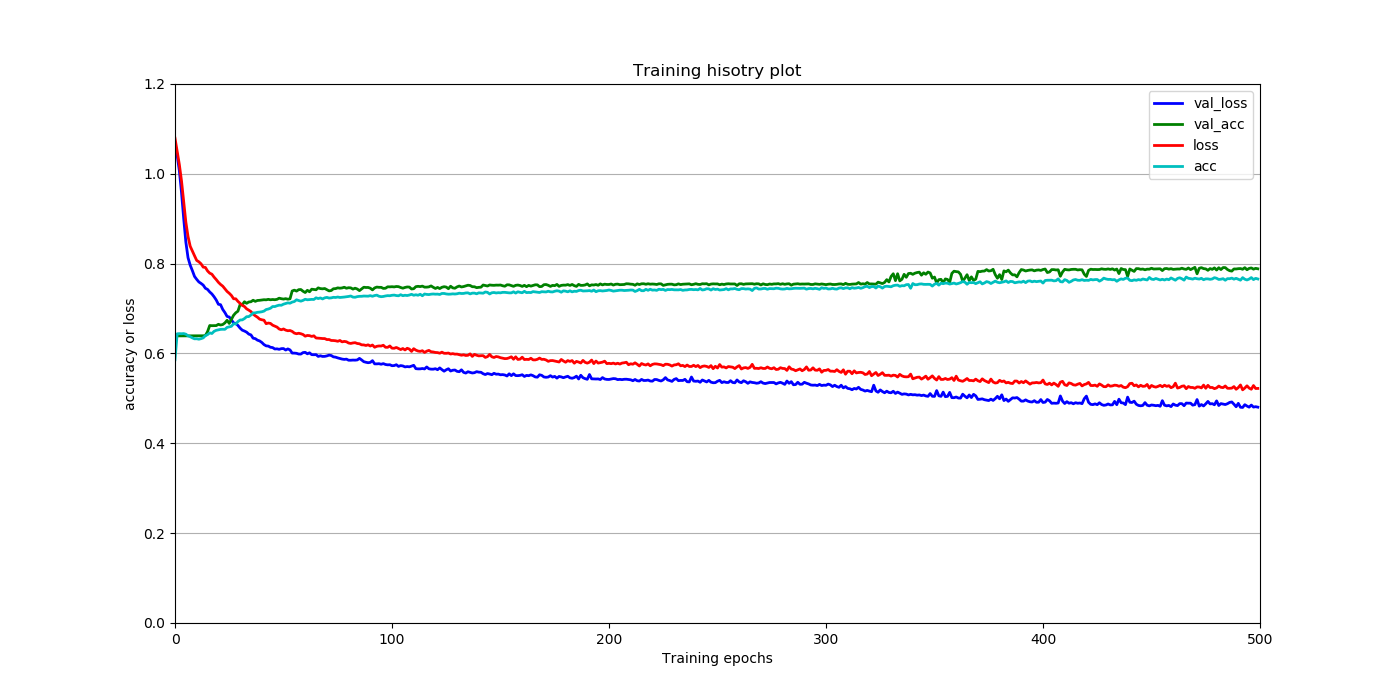 Training hisotry plot
1.2
1.0
0.8
0.6
0.4
0.2
0.0
accuracy or loss
val_loss
val_acc
loss
acc
0 100 200 300 400 500
Training epochs